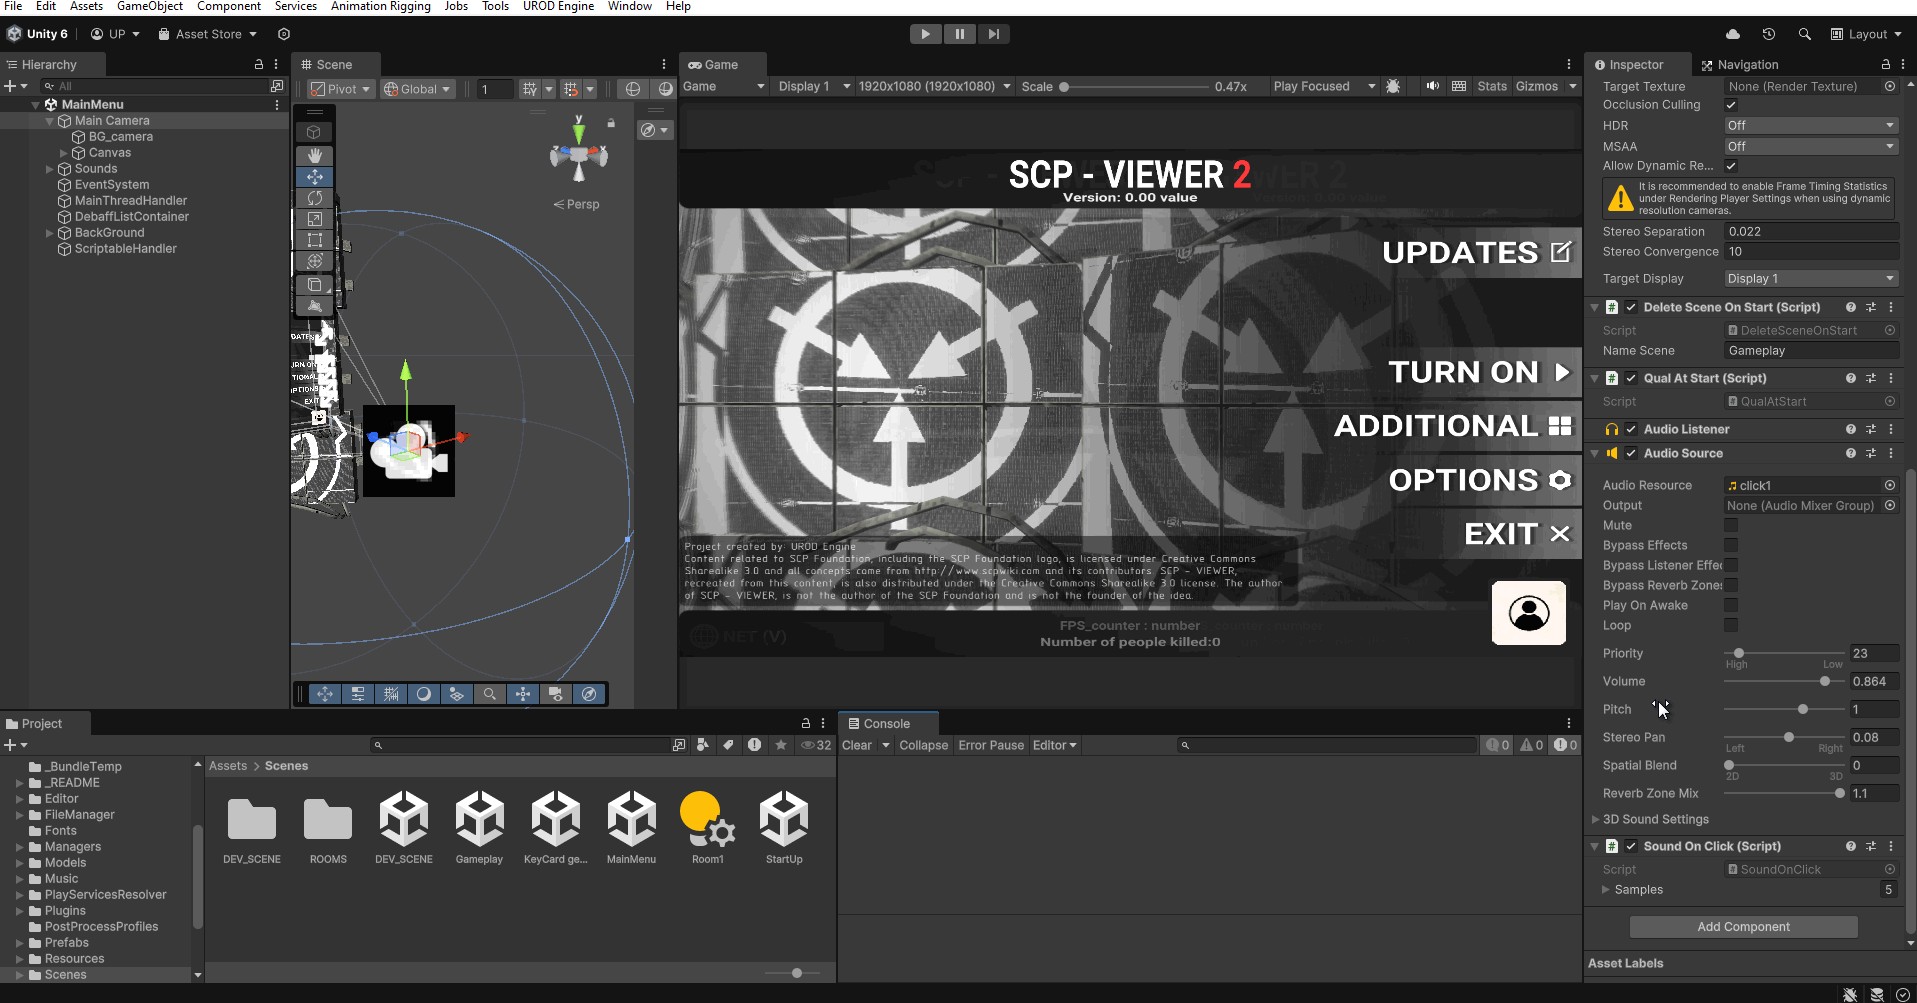 File Edit Assets GameObject Component Services Animation Rigging Jobs Tools UROD Engine Window Help
Unity 6 UP Asset Store Layout
Hierarchy
All
MainMenu
Main Camera
BG_camera
Canvas
Sounds
EventSystem
MainThreadHandler
DebaffListContainer
BackGround
ScriptableHandler
Scene
Pivot Global 1
y
Persp
Game
Game Display 1 1920x1080 (1920x1080) Scale 0.47x Play Focused Stats Gizmos
SCP - VIEWER 2
Version: 0.00 value
UPDATES
TURN ON
ADDITIONAL
OPTIONS
EXIT
Project created by: UROD Engine
Content related to SCP Foundation, including the SCP Foundation logo, is licensed under Creative Commons
Sharealike 3.0 and all concepts come from http://www.scpwiki.com and its contributors. SCP - VIEWER,
recreated from this content, is also distributed under the Creative Commons Sharealike 3.0 license. The author
of SCP - VIEWER, is not the author of the SCP Foundation and is not the founder of the idea.
NET (V)
FPS_counter : number
Number of people killed:0
Inspector Navigation
Target Texture None (Render Texture)
Occlusion Culling
HDR Off
MSAA Off
Allow Dynamic Re...
It is recommended to enable Frame Timing Statistics
under Rendering Player Settings when using dynamic
resolution cameras.
Stereo Separation 0.022
Stereo Convergence 10
Target Display Display 1
Delete Scene On Start (Script)
Script DeleteSceneOnStart
Name Scene Gameplay
Qual At Start (Script)
Script QualAtStart
Audio Listener
Audio Source
Audio Resource click1
Output None (Audio Mixer Group)
Mute
Bypass Effects
Bypass Listener Effec
Bypass Reverb Zone
Play On Awake
Loop
Priority 23
High Low
Volume 0.864
Pitch 1
Stereo Pan 0.08
Left Right
Spatial Blend 0
2D 3D
Reverb Zone Mix 1.1
3D Sound Settings
Sound On Click (Script)
Script SoundOnClick
Samples 5
Add Component
Asset Labels
Project
32
_BundleTemp
_README
Editor
FileManager
Fonts
Managers
Models
Music
PlayServicesResolver
Plugins
PostProcessProfiles
Prefabs
Resources
Scenes
Assets > Scenes
DEV_SCENE ROOMS DEV_SCENE Gameplay KeyCard ge... MainMenu Room1 StartUp
Console
Clear Collapse Error Pause Editor 0 0 0